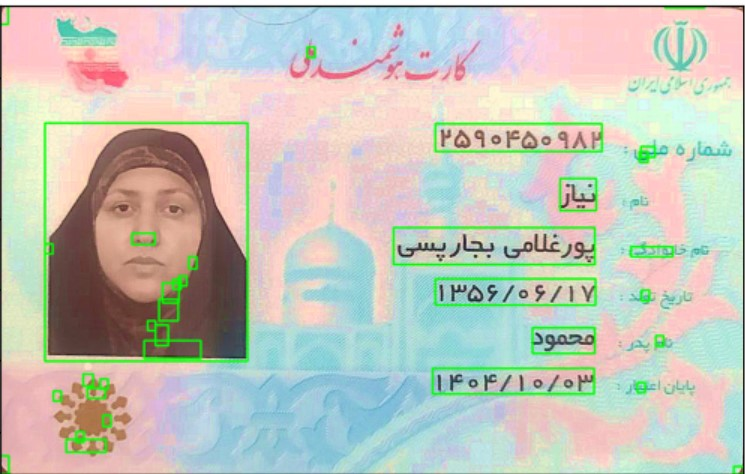 کارت هوشمند ملی
جمهوری اسلامی ایران
شماره ملی: ۲۵۹۰۴۵۰۹۸۲
نام: نیاز
نام خانوادگی: پورغلامی بجارپسی
تاریخ تولد: ۱۳۵۶/۰۶/۱۷
نام پدر: محمود
پایان اعتبار: ۱۴۰۴/۱۰/۰۳